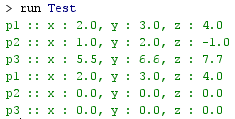 > run Test
p1 :: x : 2.0, y : 3.0, z : 4.0
p2 :: x : 1.0, y : 2.0, z : -1.0
p3 :: x : 5.5, y : 6.6, z : 7.7
p1 :: x : 2.0, y : 3.0, z : 4.0
p2 :: x : 0.0, y : 0.0, z : 0.0
p3 :: x : 0.0, y : 0.0, z : 0.0